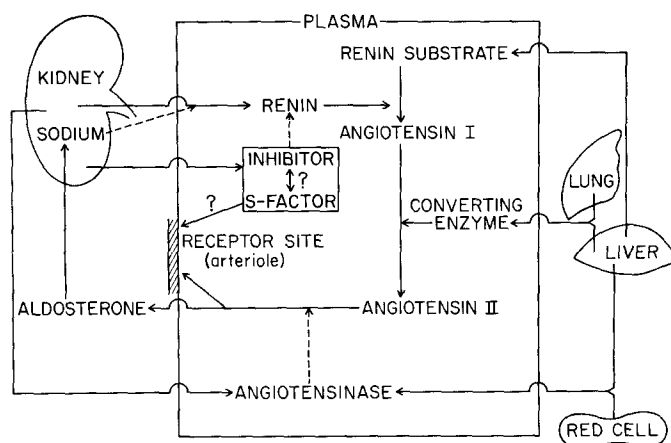 PLASMA
RENIN SUBSTRATE
KIDNEY
RENIN
SODIUM
ANGIOTENSIN I
INHIBITOR
?
S-FACTOR
?
LUNG
CONVERTING
ENZYME
RECEPTOR SITE
(arteriole)
LIVER
ALDOSTERONE
ANGIOTENSIN II
ANGIOTENSINASE
RED CELL